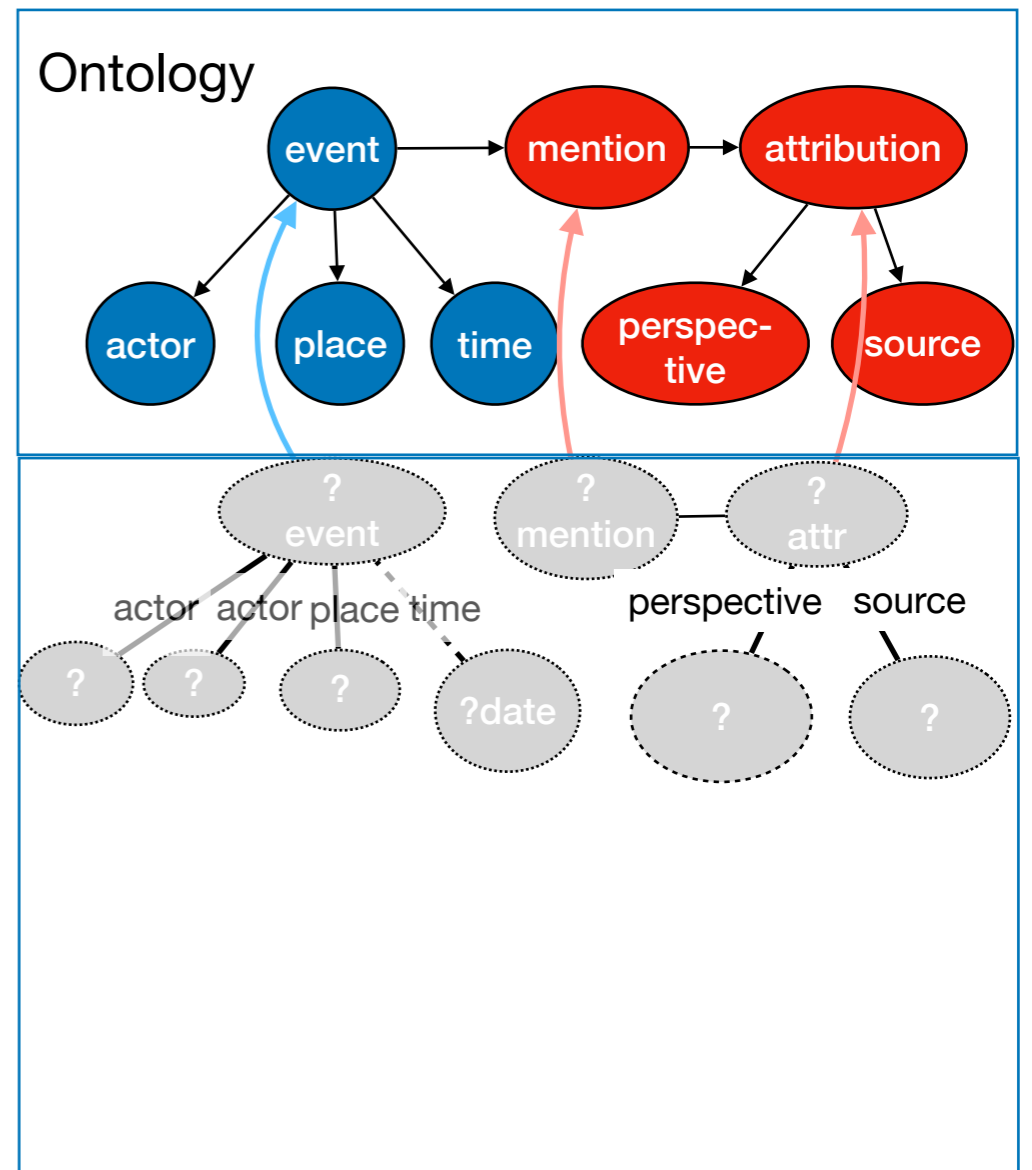 Ontology
event
mention
attribution
actor
place
time
perspec-
tive
source
?
event
?
mention
?
attr
actor
actor
place
time
perspective
source
?
?
?
?date
?
?